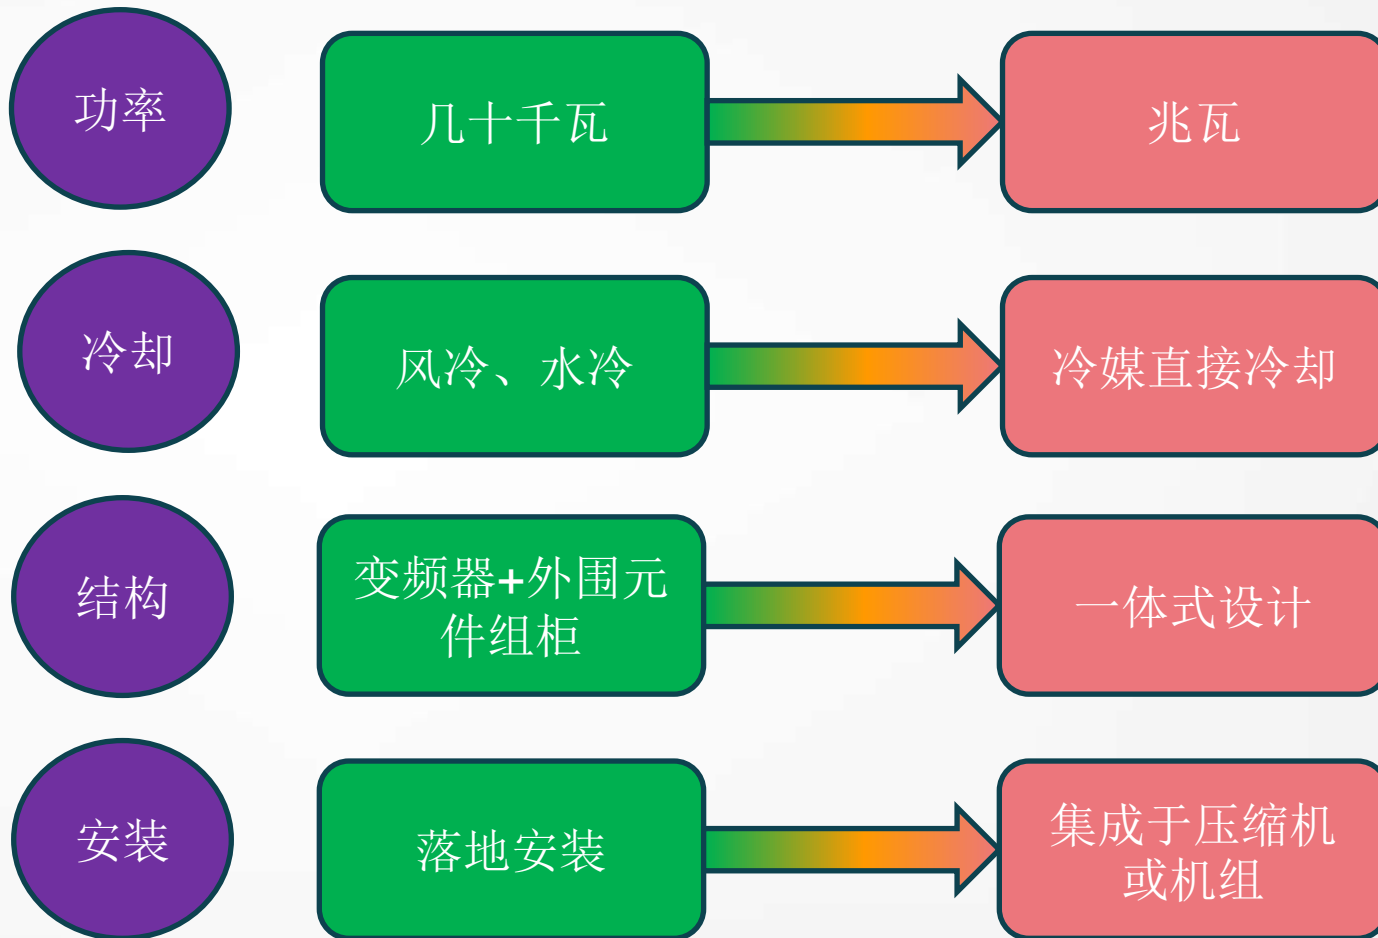 功率
几十千瓦
兆瓦
冷却
风冷、水冷
冷媒直接冷却
结构
变频器+外围元
件组柜
一体式设计
安装
落地安装
集成于压缩机
或机组